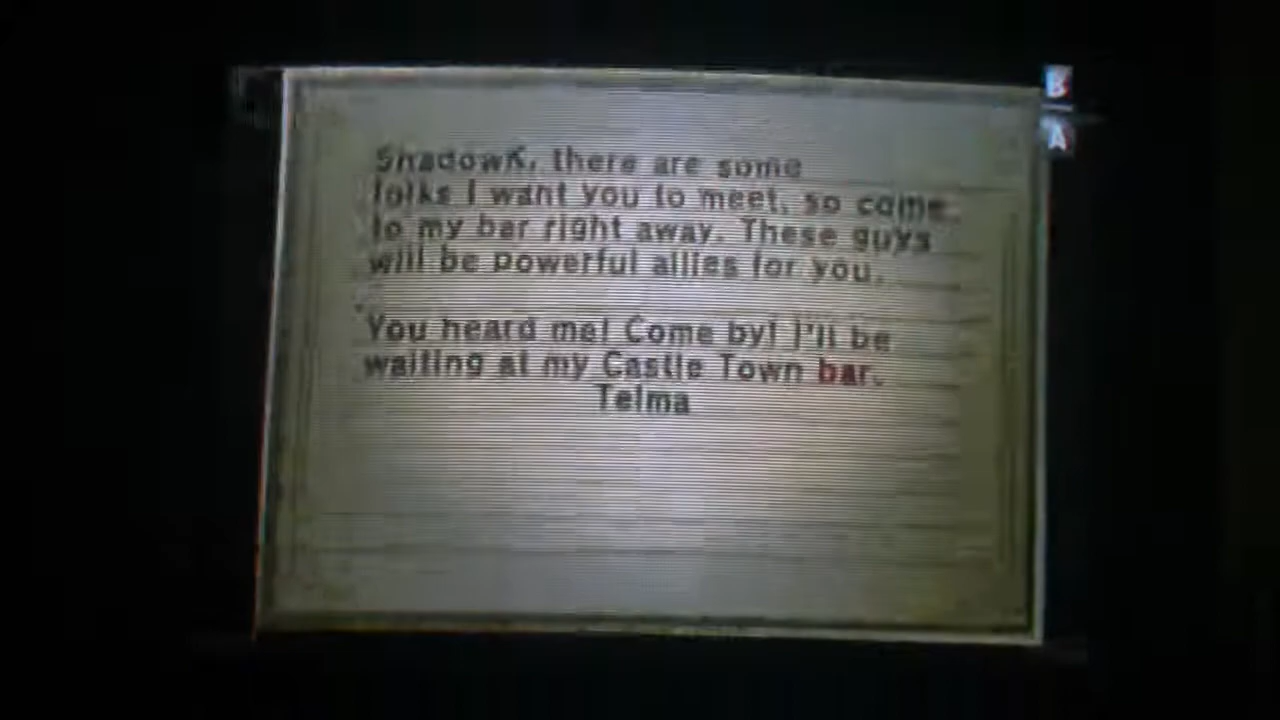 ShadowK, there are some
folks I want you to meet, so come
to my bar right away. These guys
will be powerful allies for you.
You heard me! Come by! I'll be
waiting at my Castle Town bar.
Telma
B
A